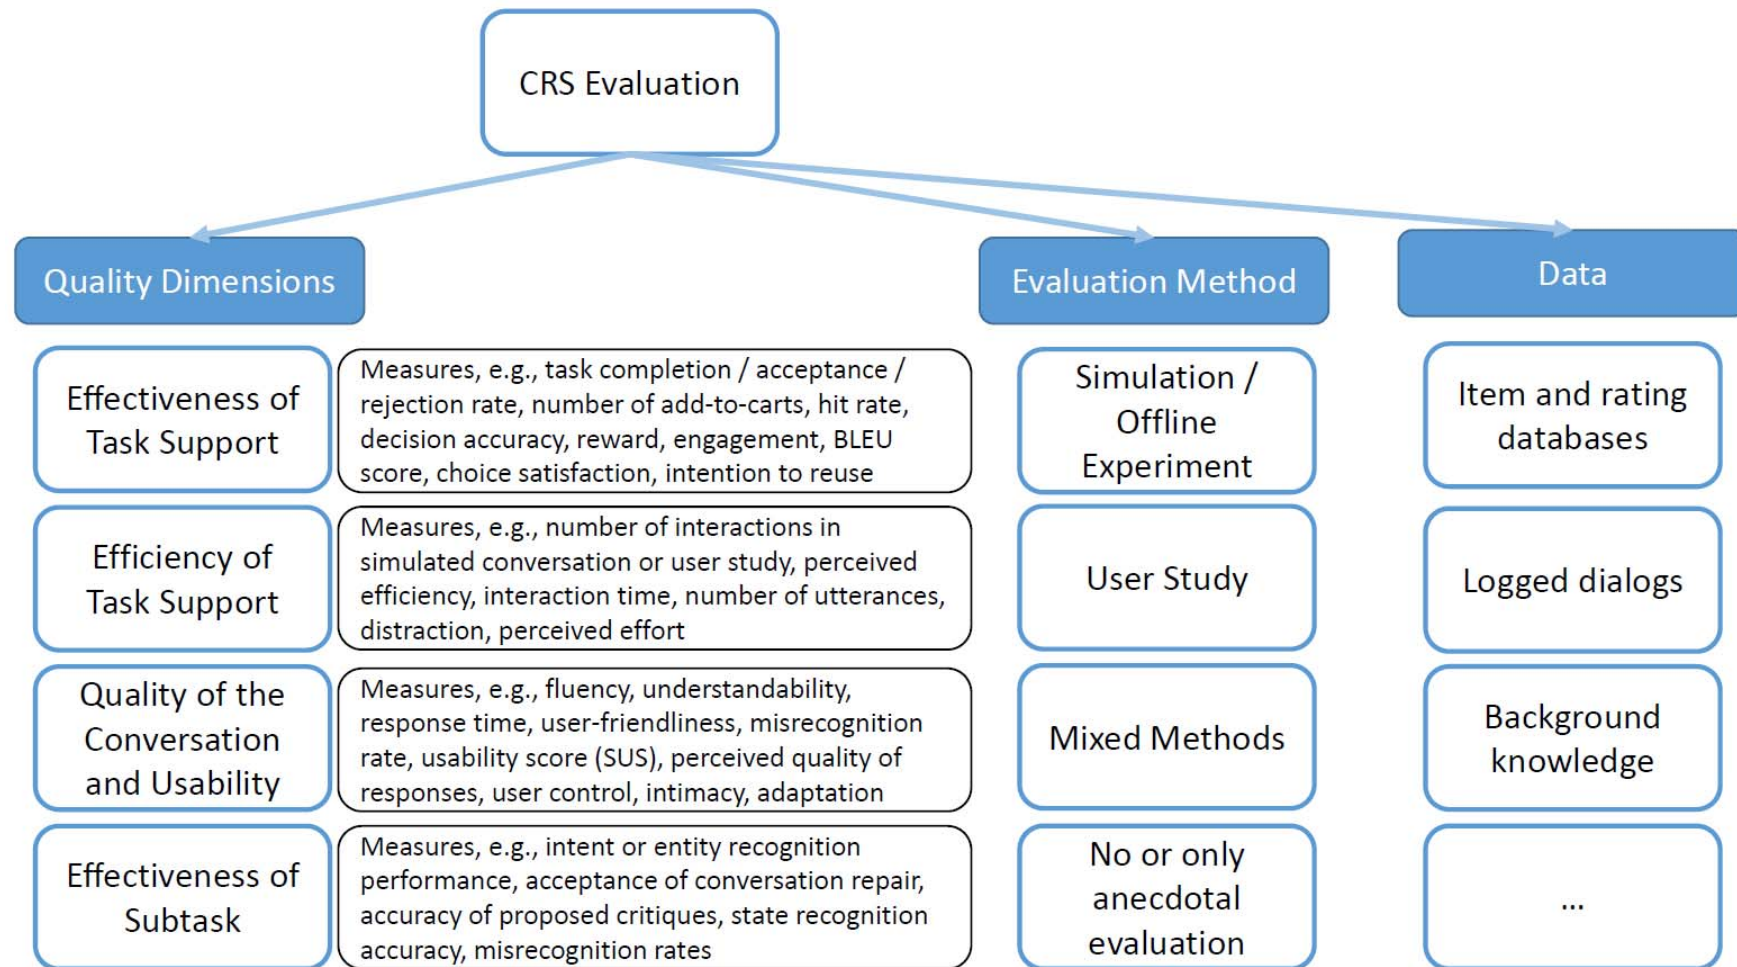 CRS Evaluation
Quality Dimensions
Evaluation Method
Data
Effectiveness of
Task Support
Measures, e.g., task completion / acceptance /
rejection rate, number of add-to-carts, hit rate,
decision accuracy, reward, engagement, BLEU
score, choice satisfaction, intention to reuse
Simulation /
Offline
Experiment
Item and rating
databases
Efficiency of
Task Support
Measures, e.g., number of interactions in
simulated conversation or user study, perceived
efficiency, interaction time, number of utterances,
distraction, perceived effort
User Study
Logged dialogs
Quality of the
Conversation
and Usability
Measures, e.g., fluency, understandability,
response time, user-friendliness, misrecognition
rate, usability score (SUS), perceived quality of
responses, user control, intimacy, adaptation
Mixed Methods
Background
knowledge
Effectiveness of
Subtask
Measures, e.g., intent or entity recognition
performance, acceptance of conversation repair,
accuracy of proposed critiques, state recognition
accuracy, misrecognition rates
No or only
anecdotal
evaluation
...